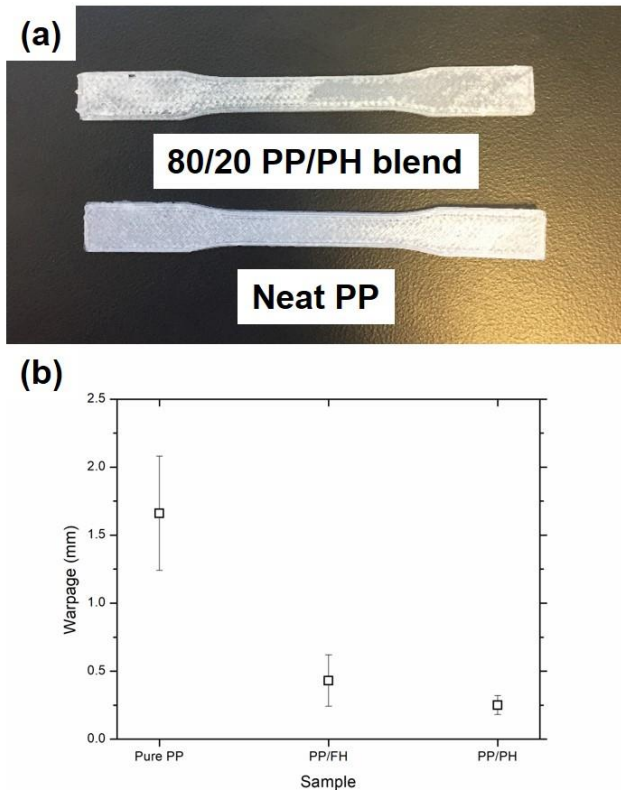 (a)
80/20 PP/PH blend
Neat PP
(b)
2.5
2.0
1.5
1.0
0.5
0.0
Warpage (mm)
Pure PP
PP/FH
PP/PH
Sample